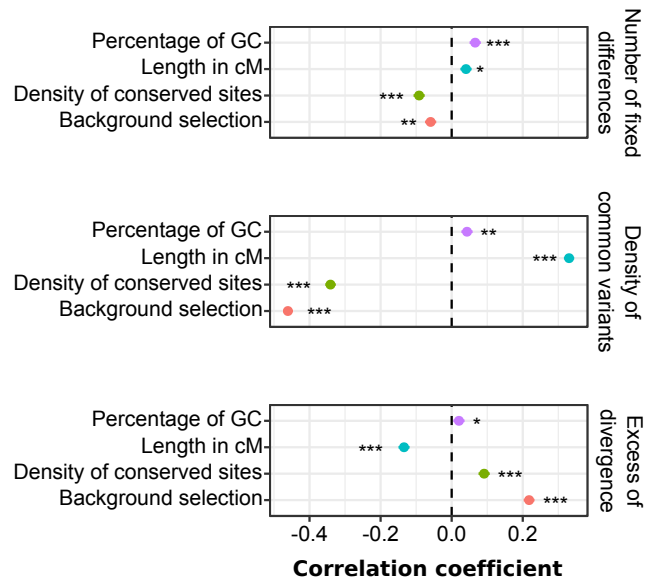 Percentage of GC
***
Length in cM
*
Density of conserved sites
***
Background selection
**
Number of fixed
differences
Percentage of GC
**
Length in cM
***
Density of conserved sites
***
Background selection
***
Density of
common variants
Percentage of GC
*
Length in cM
***
Density of conserved sites
***
Background selection
***
Excess of
divergence
-0.4 -0.2 0.0 0.2
Correlation coefficient